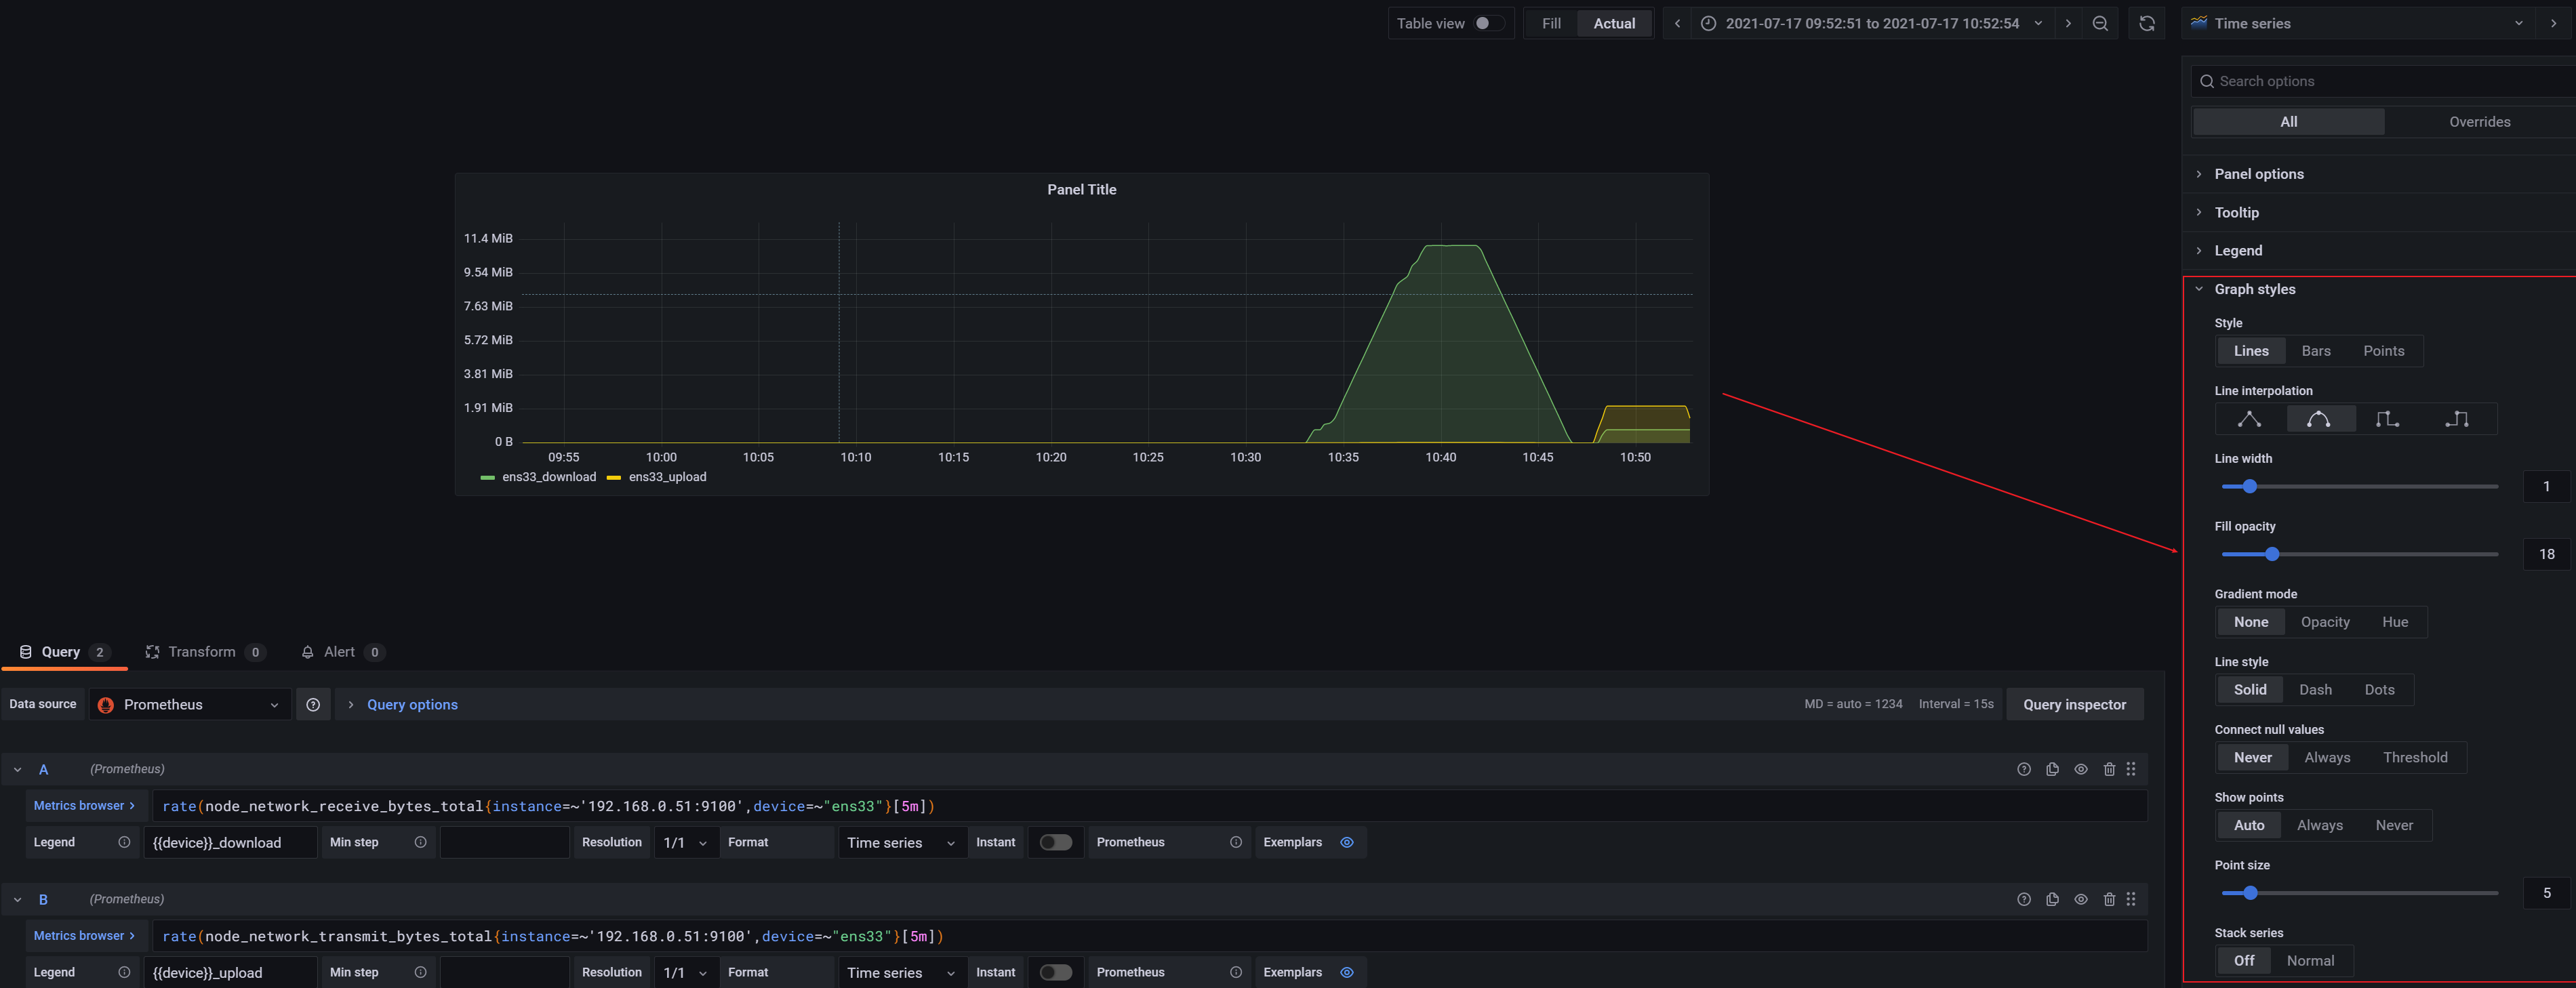 Table view
Fill Actual
2021-07-17 09:52:51 to 2021-07-17 10:52:54
Time series
Search options
All Overrides
Panel options
Tooltip
Legend
Graph styles
Style
Lines Bars Points
Line interpolation
Line width
1
Fill opacity
18
Gradient mode
None Opacity Hue
Line style
Solid Dash Dots
Connect null values
Never Always Threshold
Show points
Auto Always Never
Point size
5
Stack series
Off Normal
Panel Title
11.4 MiB
9.54 MiB
7.63 MiB
5.72 MiB
3.81 MiB
1.91 MiB
0 B
09:55 10:00 10:05 10:10 10:15 10:20 10:25 10:30 10:35 10:40 10:45 10:50
ens33_download ens33_upload
Query 2 Transform 0 Alert 0
Data source Prometheus Query options MD = auto = 1234 Interval = 15s Query inspector
A (Prometheus)
Metrics browser > rate(node_network_receive_bytes_total{instance=~'192.168.0.51:9100',device=~"ens33"}[5m])
Legend {{device}}_download Min step Resolution 1/1 Format Time series Instant Prometheus Exemplars
B (Prometheus)
Metrics browser > rate(node_network_transmit_bytes_total{instance=~'192.168.0.51:9100',device=~"ens33"}[5m])
Legend {{device}}_upload Min step Resolution 1/1 Format Time series Instant Prometheus Exemplars